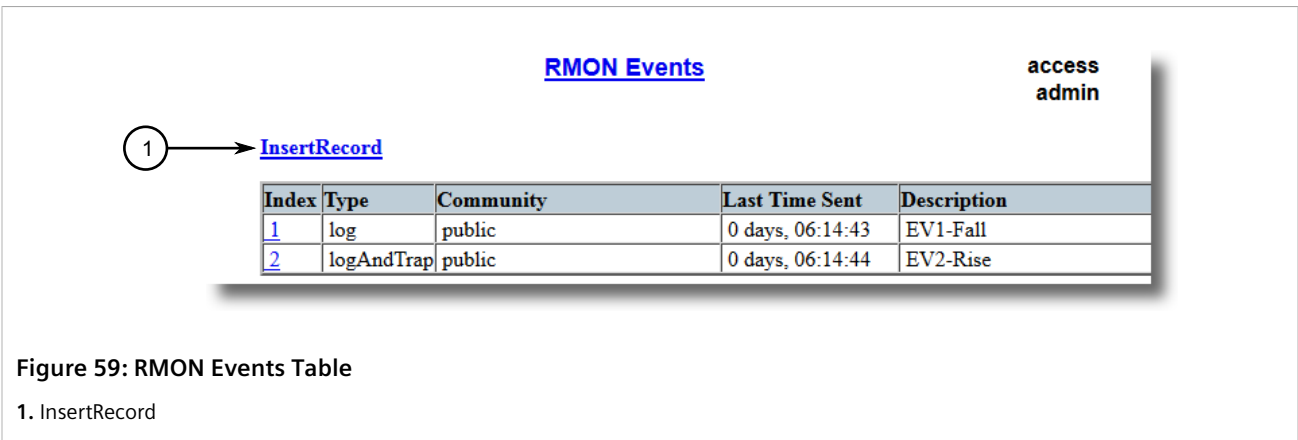 RMON Events
access
admin
1
InsertRecord
Index Type Community Last Time Sent Description
1 log public 0 days, 06:14:43 EV1-Fall
2 logAndTrap public 0 days, 06:14:44 EV2-Rise
Figure 59: RMON Events Table
1. InsertRecord